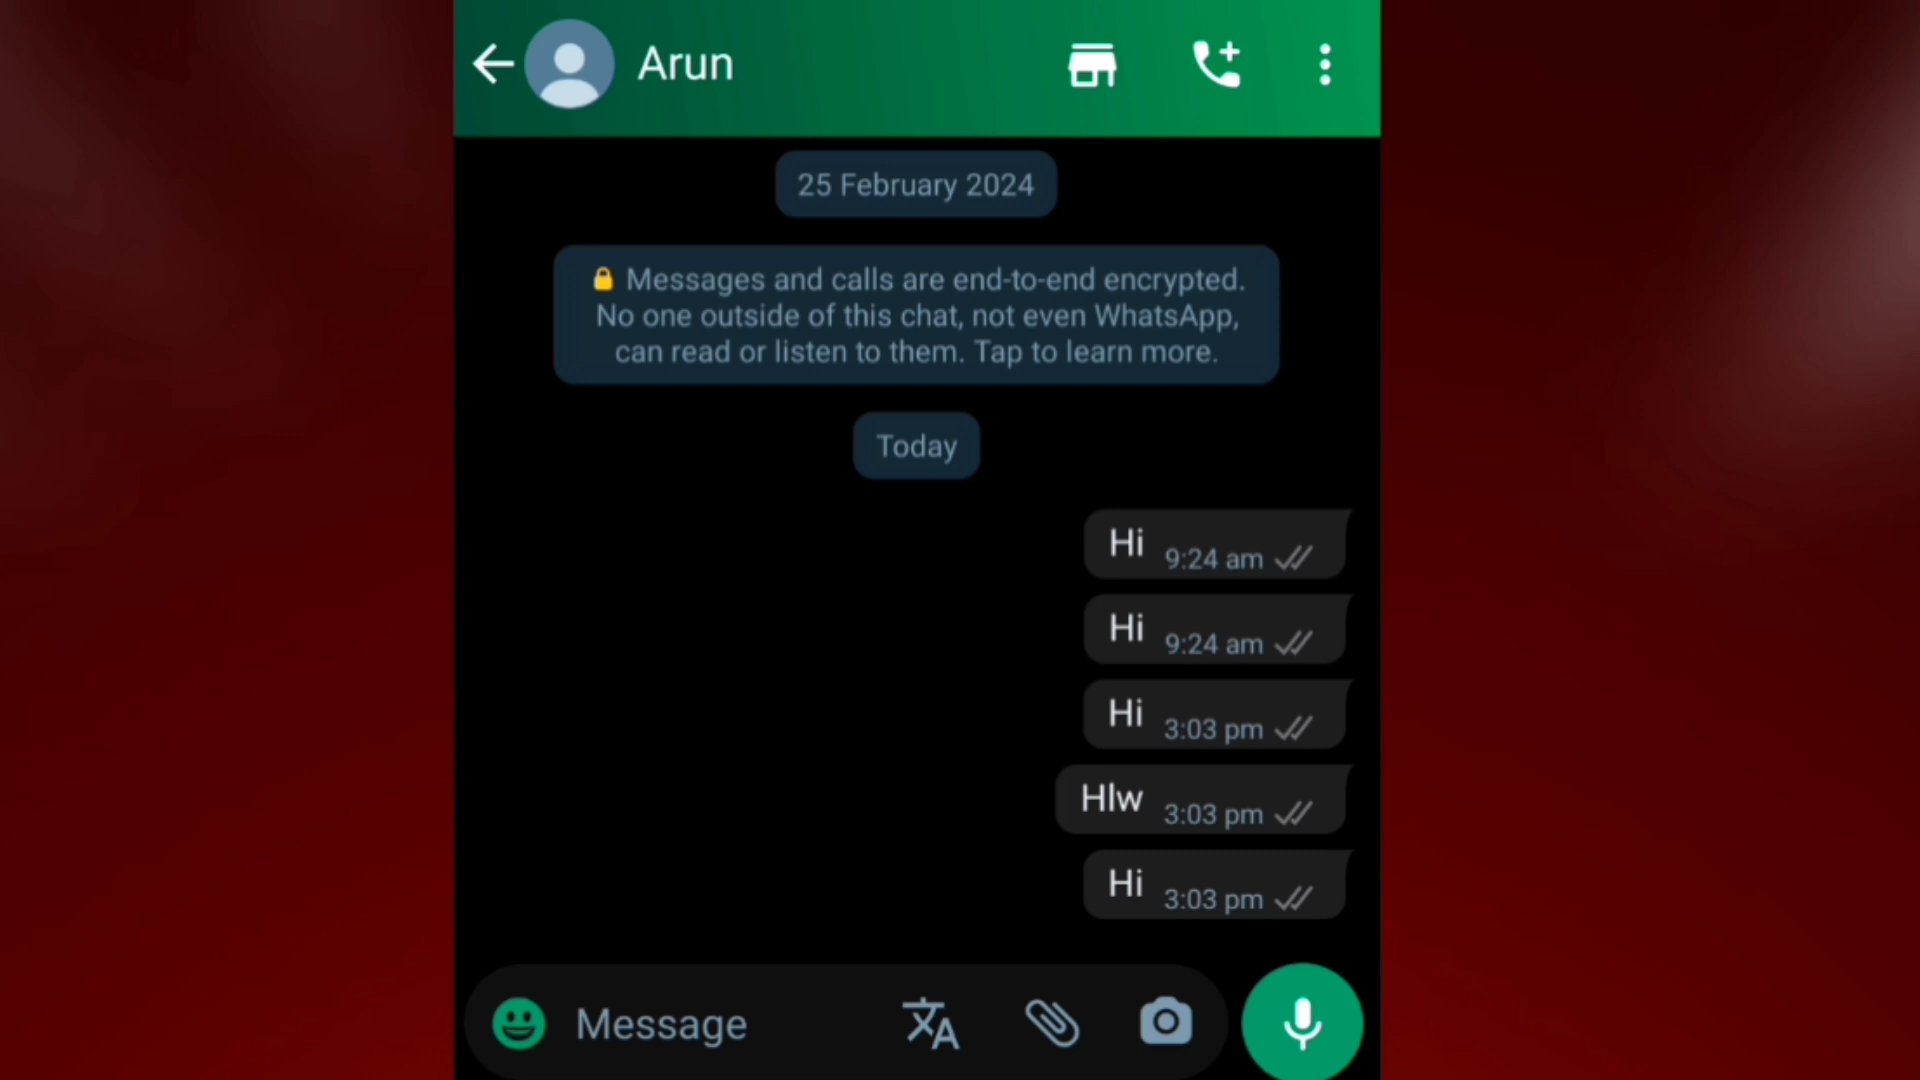 Arun
25 February 2024
🔒 Messages and calls are end-to-end encrypted.
No one outside of this chat, not even WhatsApp,
can read or listen to them. Tap to learn more.
Today
Hi 9:24 am
Hi 9:24 am
Hi 3:03 pm
Hlw 3:03 pm
Hi 3:03 pm
Message